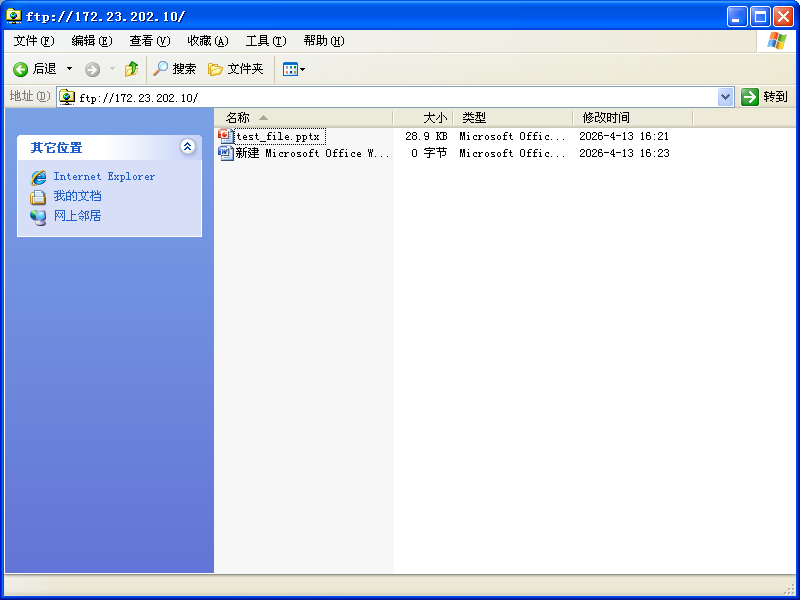 ftp://172.23.202.10/
文件(F) 编辑(E) 查看(V) 收藏(A) 工具(T) 帮助(H)
后退 搜索 文件夹
地址(D) ftp://172.23.202.10/ 转到
名称 大小 类型 修改时间
test_file.pptx 28.9 KB Microsoft Offic... 2026-4-13 16:21
新建 Microsoft Office W... 0 字节 Microsoft Offic... 2026-4-13 16:23
其它位置
Internet Explorer
我的文档
网上邻居